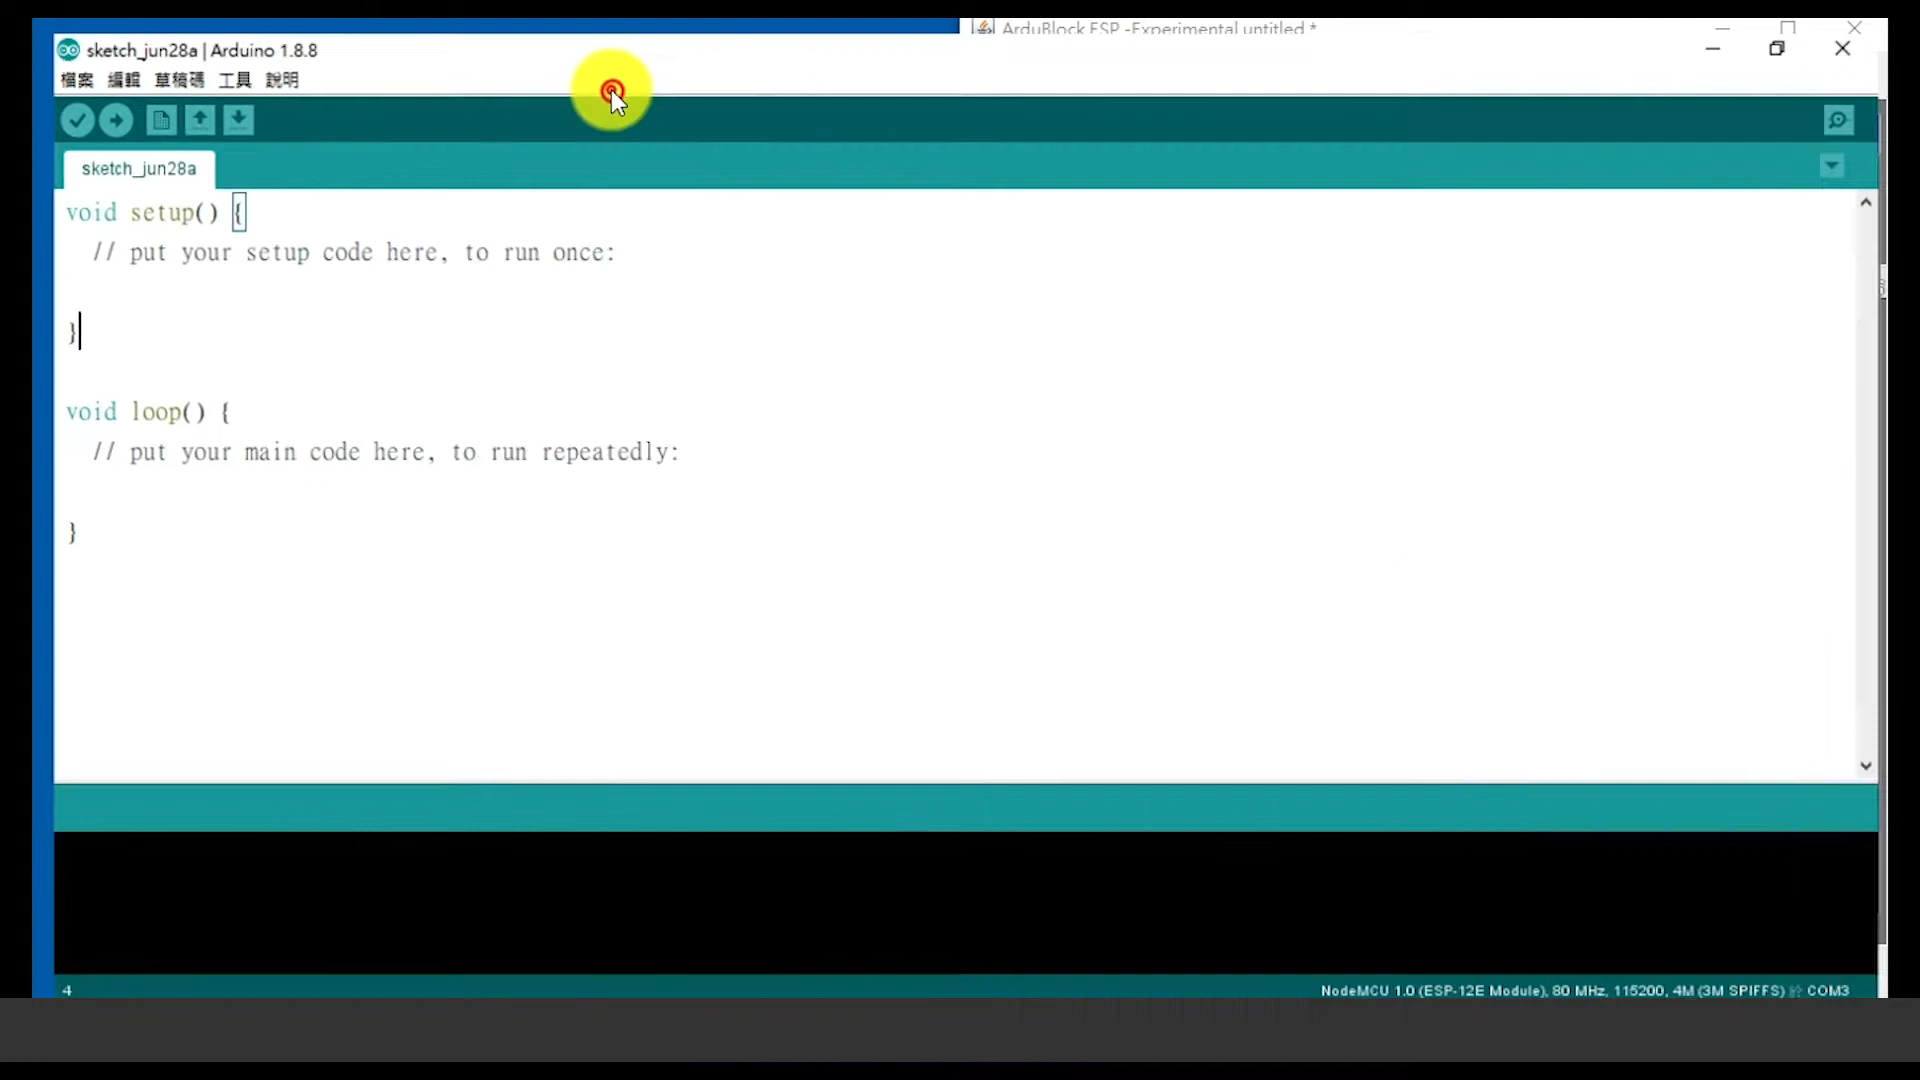 ArduBlock ESP -Experimental untitled *
sketch_jun28a | Arduino 1.8.8
檔案 編輯 草稿碼 工具 說明
sketch_jun28a
void setup() {
// put your setup code here, to run once:
}
void loop() {
// put your main code here, to run repeatedly:
}
4
NodeMCU 1.0 (ESP-12E Module), 80 MHz, 115200, 4M (3M SPIFFS) 於 COM3